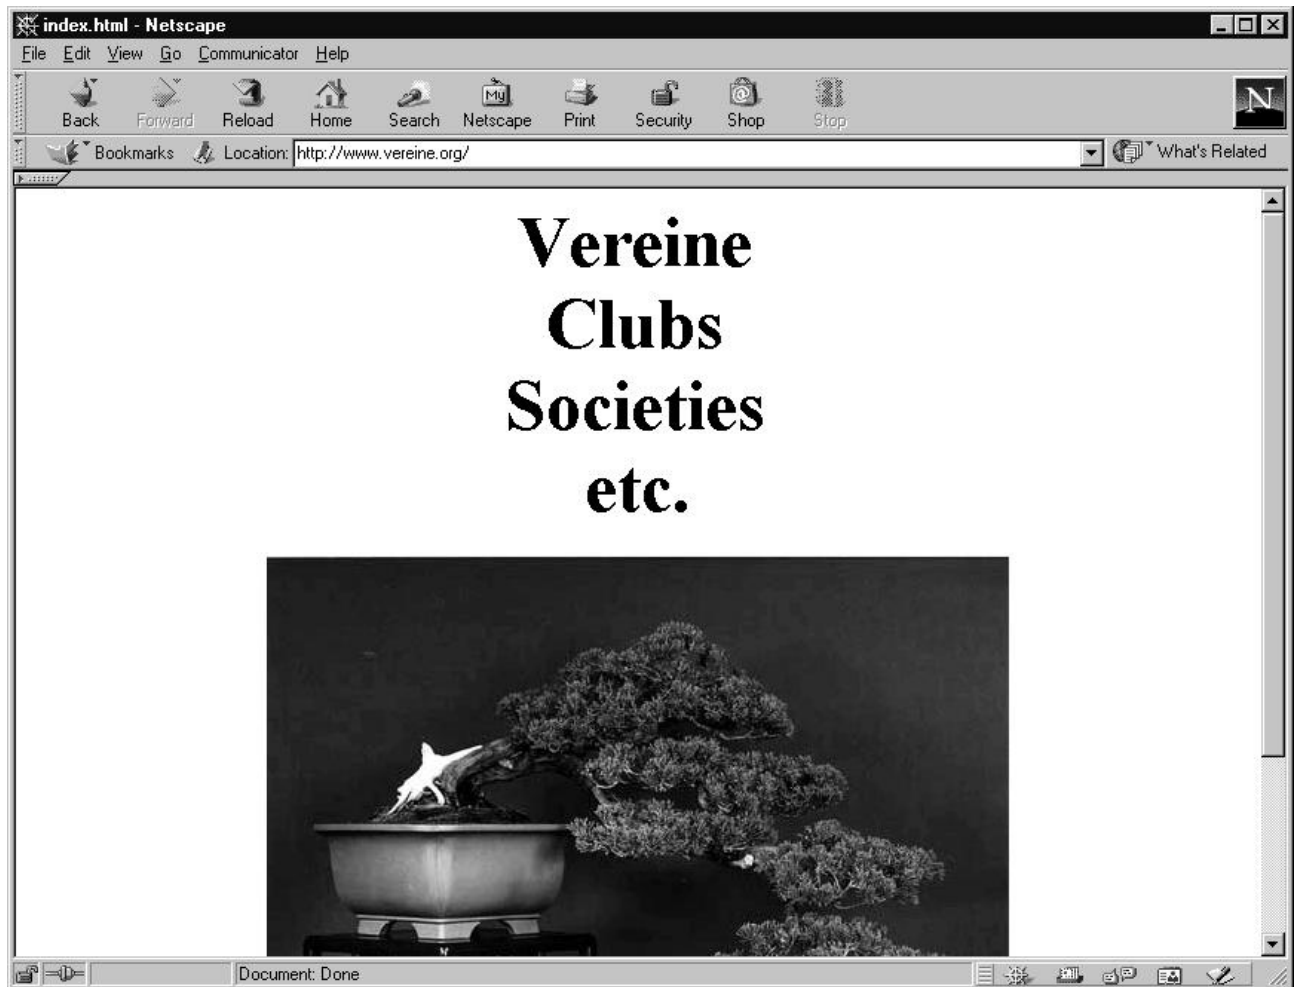 index.html - Netscape
File Edit View Go Communicator Help
Back Forward Reload Home Search Netscape Print Security Shop Stop
My
N
Bookmarks Location: http://www.vereine.org/ What's Related
Vereine
Clubs
Societies
etc.
Document: Done